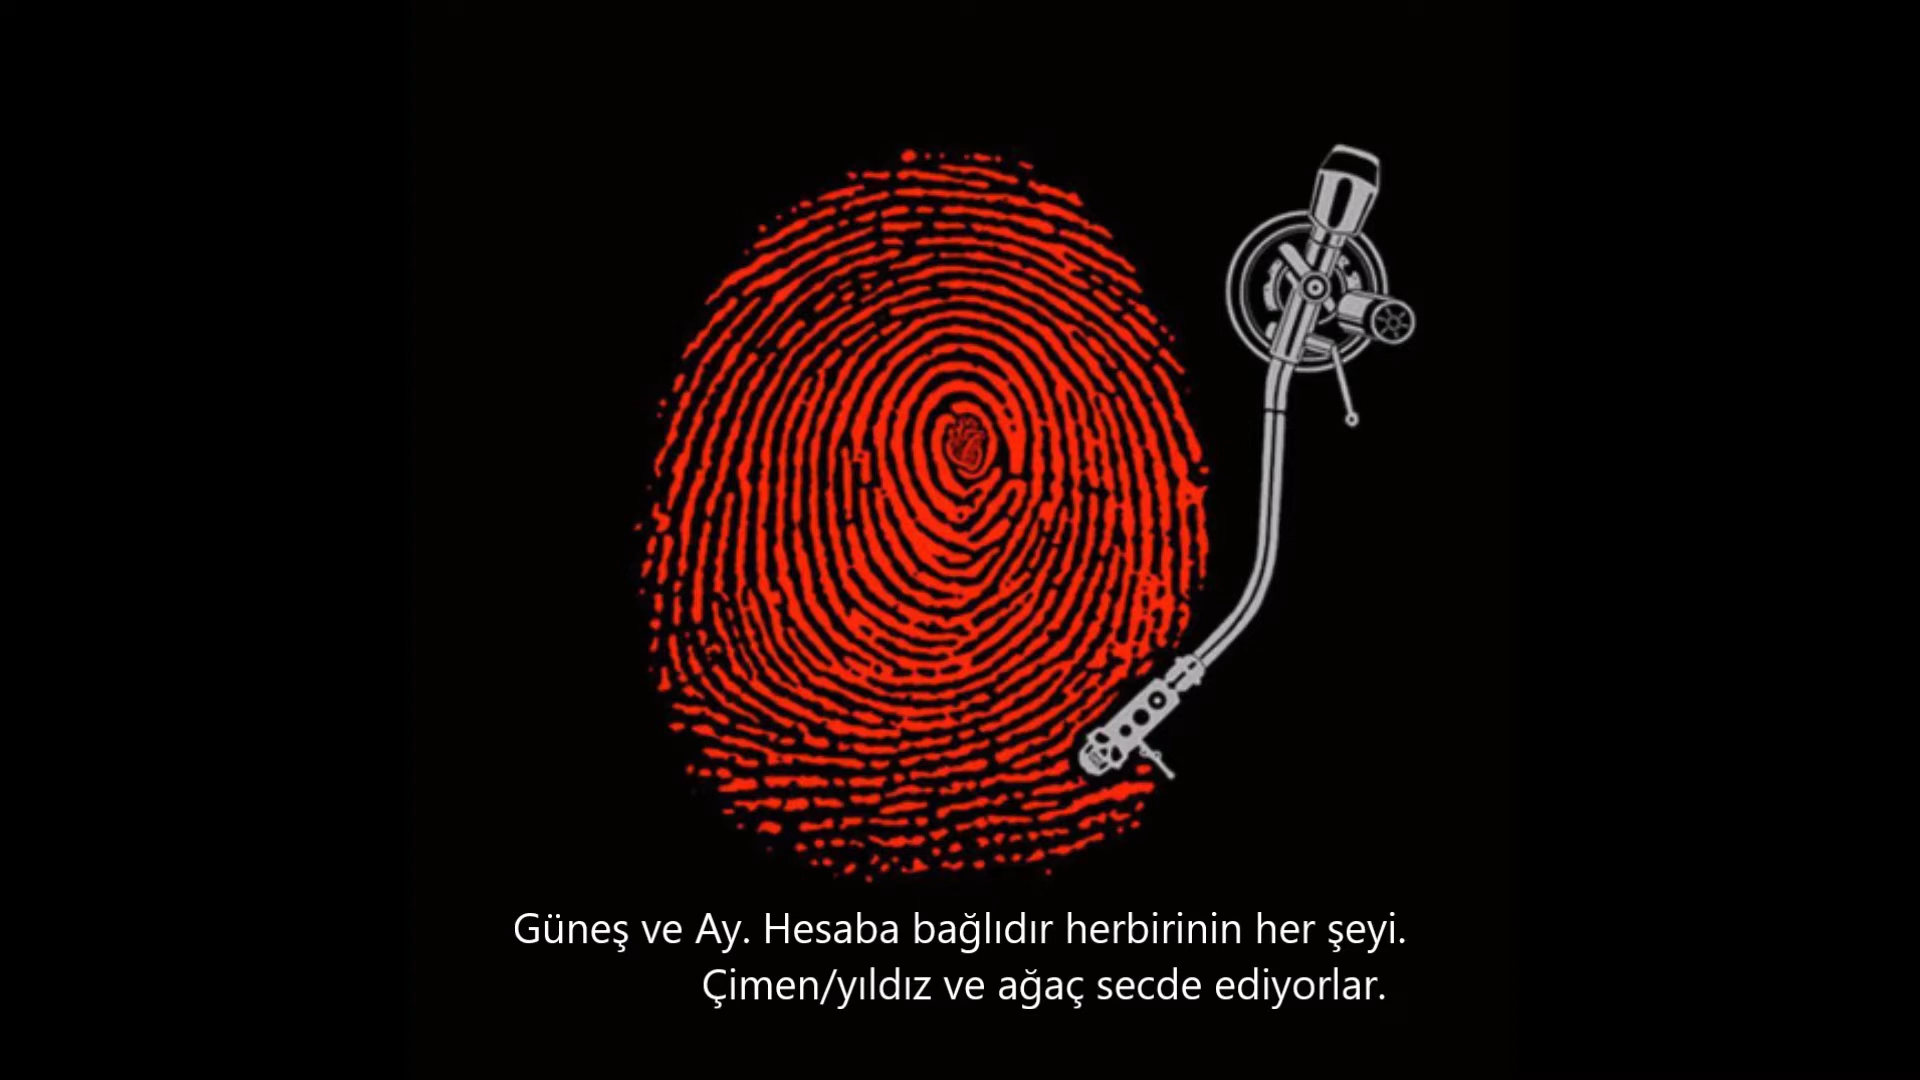 Güneş ve Ay. Hesaba bağlıdır herbirinin her şeyi.
Çimen/yıldız ve ağaç secde ediyorlar.